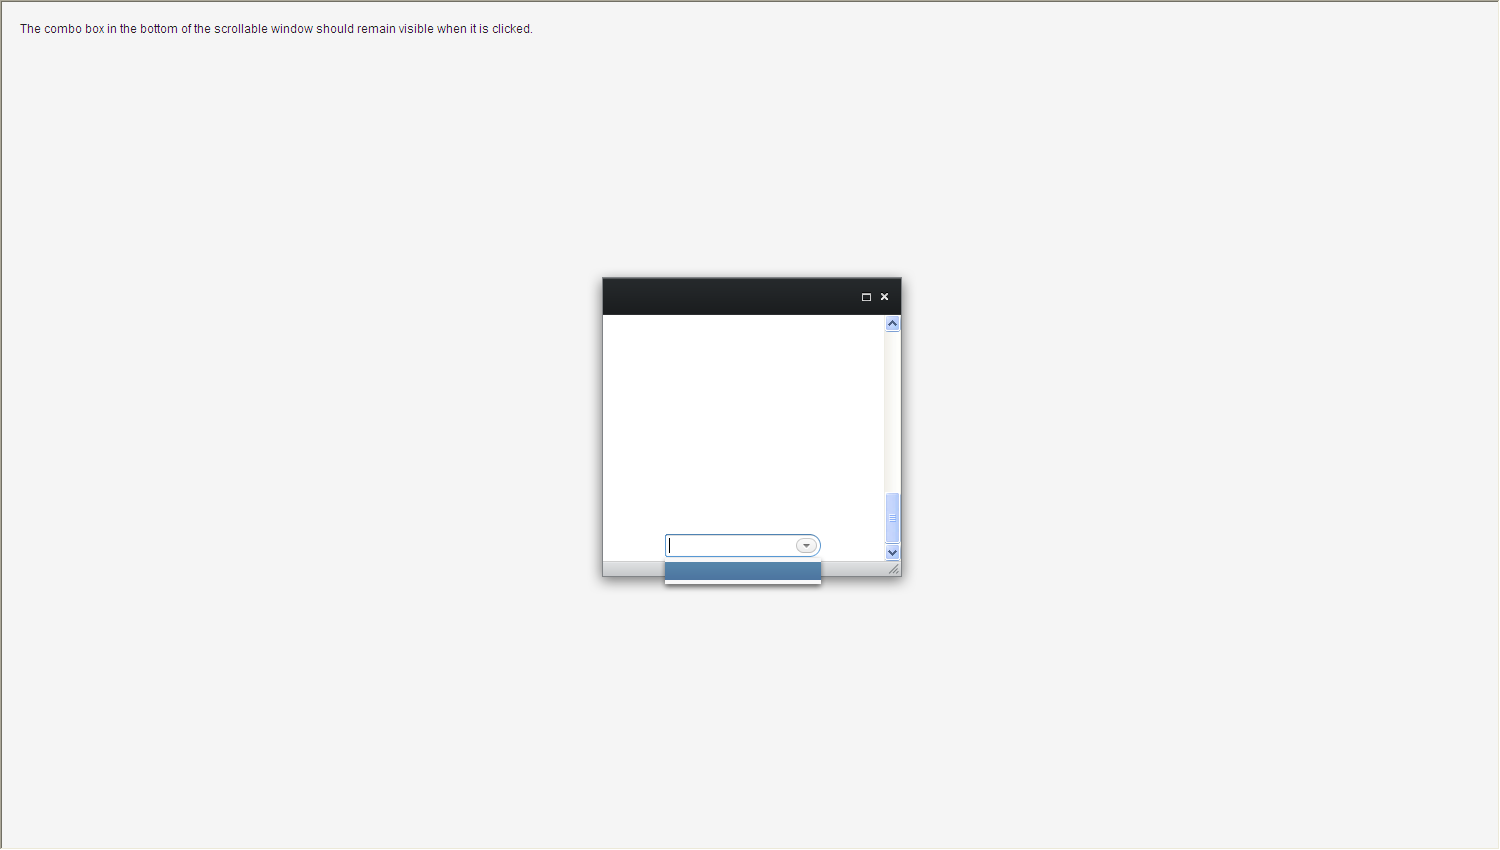 The combo box in the bottom of the scrollable window should remain visible when it is clicked.